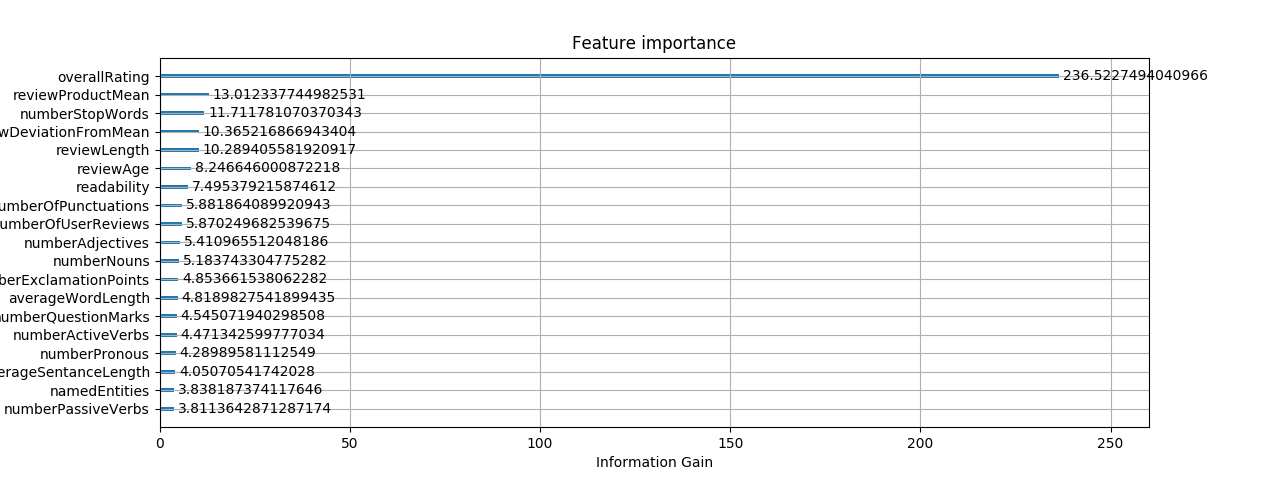 Feature importance
overallRating 236.5227494040966
reviewProductMean 13.012337744982531
numberStopWords 11.711781070370343
wDeviationFromMean 10.365216866943404
reviewLength 10.289405581920917
reviewAge 8.246646000872218
readability 7.495379215874612
umberOfPunctuations 5.881864089920943
umberOfUserReviews 5.870249682539675
numberAdjectives 5.410965512048186
numberNouns 5.183743304775282
berExclamationPoints 4.853661538062282
averageWordLength 4.8189827541899435
numberQuestionMarks 4.545071940298508
numberActiveVerbs 4.471342599777034
numberPronous 4.28989581112549
erageSentanceLength 4.05070541742028
namedEntities 3.838187374117646
numberPassiveVerbs 3.8113642871287174
0 50 100 150 200 250
Information Gain